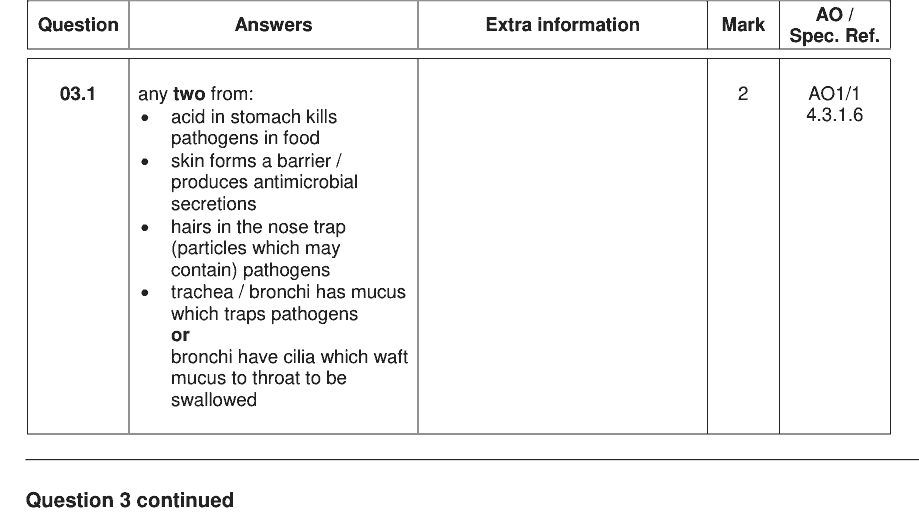 Question Answers Extra information Mark AO /
Spec. Ref.
03.1 any two from: 2 AO1/1
• acid in stomach kills 4.3.1.6
pathogens in food
• skin forms a barrier /
produces antimicrobial
secretions
• hairs in the nose trap
(particles which may
contain) pathogens
• trachea / bronchi has mucus
which traps pathogens
or
bronchi have cilia which waft
mucus to throat to be
swallowed
Question 3 continued